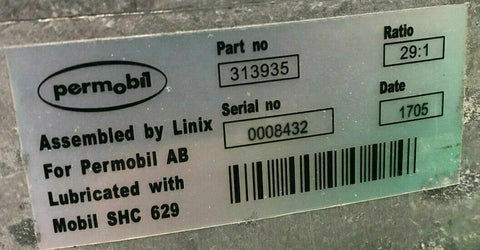 permobil
Assembled by Linix
For Permobil AB
Lubricated with
Mobil SHC 629
Part no
313935
Serial no
0008432
Ratio
29:1
Date
1705